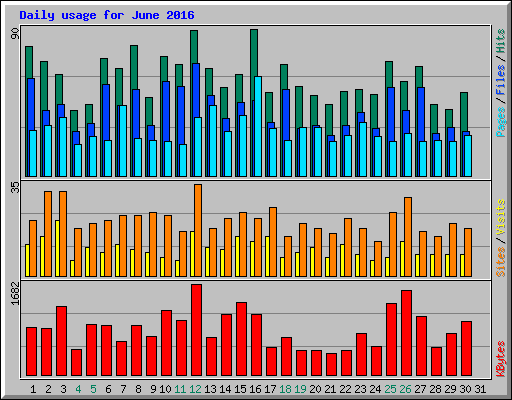 Daily usage for June 2016
90
Pages / Files / Hits
35
Sites / Visits
1682
KBytes
1 2 3 4 5 6 7 8 9 10 11 12 13 14 15 16 17 18 19 20 21 22 23 24 25 26 27 28 29 30 31